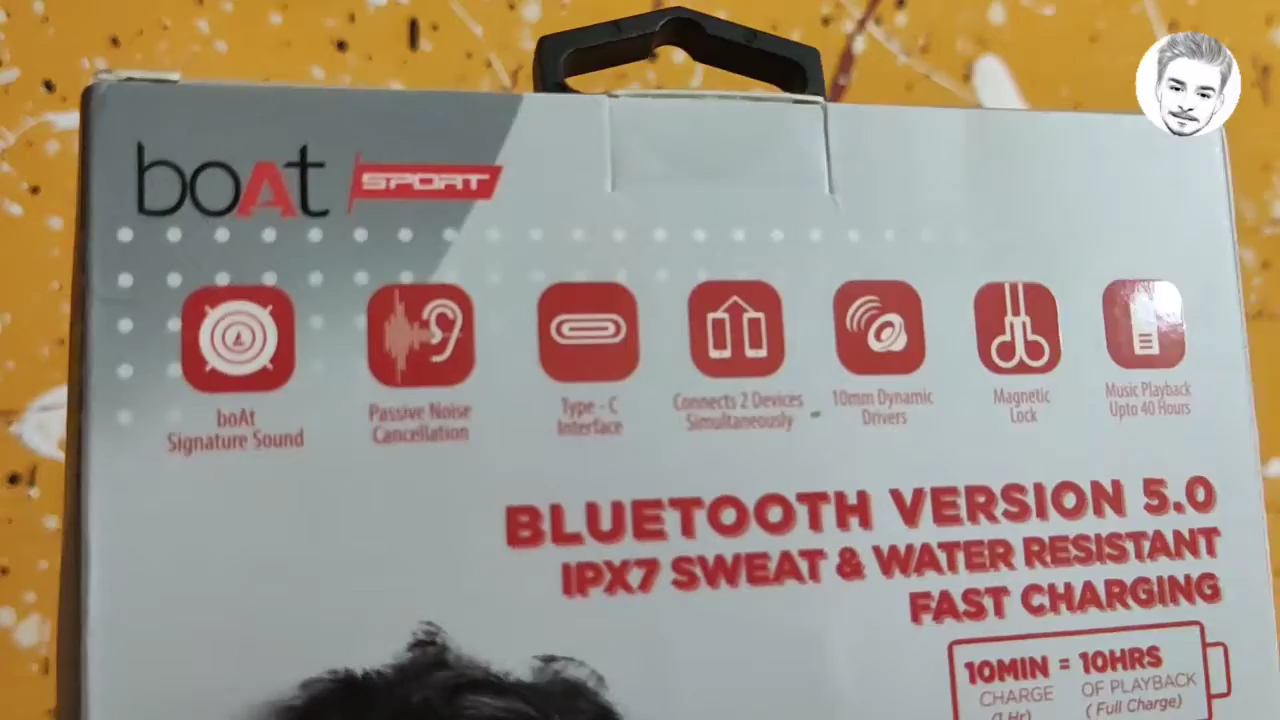 boAt SPORT
boAt
Signature Sound
Passive Noise
Cancellation
Type - C
Interface
Connects 2 Devices
Simultaneously
10mm Dynamic
Drivers
Magnetic
Lock
Music Playback
Upto 40 Hours
BLUETOOTH VERSION 5.0
IPX7 SWEAT & WATER RESISTANT
FAST CHARGING
10MIN = 10HRS
CHARGE OF PLAYBACK
(1 Hr) (Full Charge)